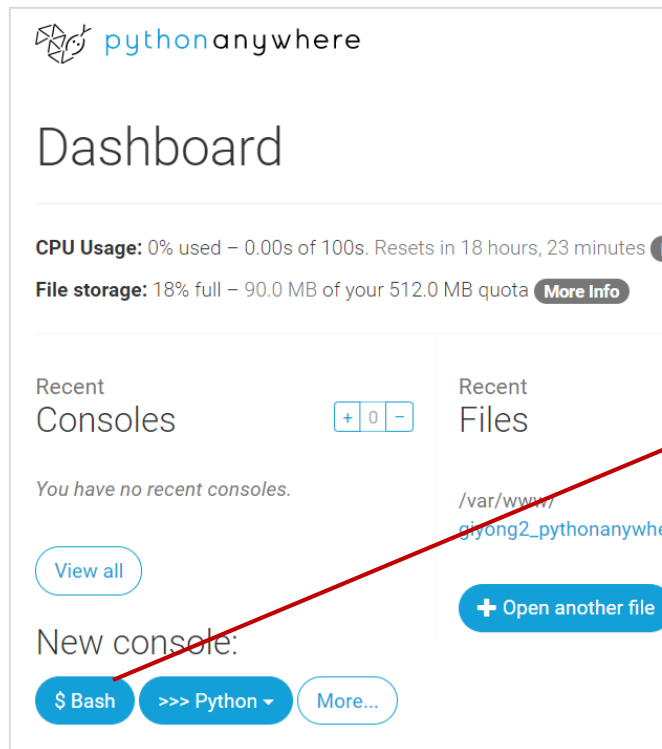 pythonanywhere
Dashboard
CPU Usage: 0% used – 0.00s of 100s. Resets in 18 hours, 23 minutes
File storage: 18% full – 90.0 MB of your 512.0 MB quota More Info
Recent
Consoles
+ 0 −
You have no recent consoles.
View all
New console:
$ Bash >>> Python More...
Recent
Files
/var/www/
giyong2_pythonanywhe
+ Open another file